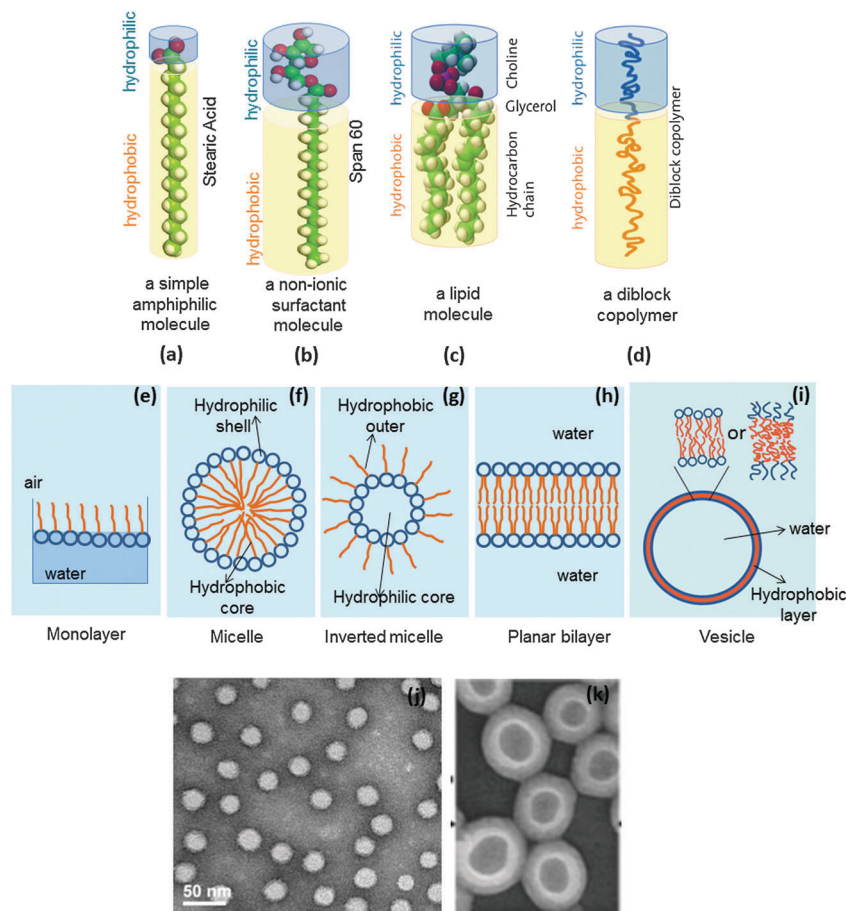 hydrophilic
hydrophobic
Stearic Acid
hydrophilic
hydrophobic
Span 60
hydrophilic
hydrophobic
Choline
Glycerol
Hydrocarbon
chain
hydrophilic
hydrophobic
Diblock copolymer
a simple
amphiphilic
molecule
a non-ionic
surfactant
molecule
a lipid
molecule
a diblock
copolymer
(a)
(b)
(c)
(d)
(e)
air
water
Monolayer
(f)
Hydrophilic
shell
Hydrophobic
core
Micelle
(g)
Hydrophobic
outer
Hydrophilic core
Inverted micelle
(h)
water
water
Planar bilayer
(i)
or
water
Hydrophobic
layer
Vesicle
(j)
50 nm
(k)